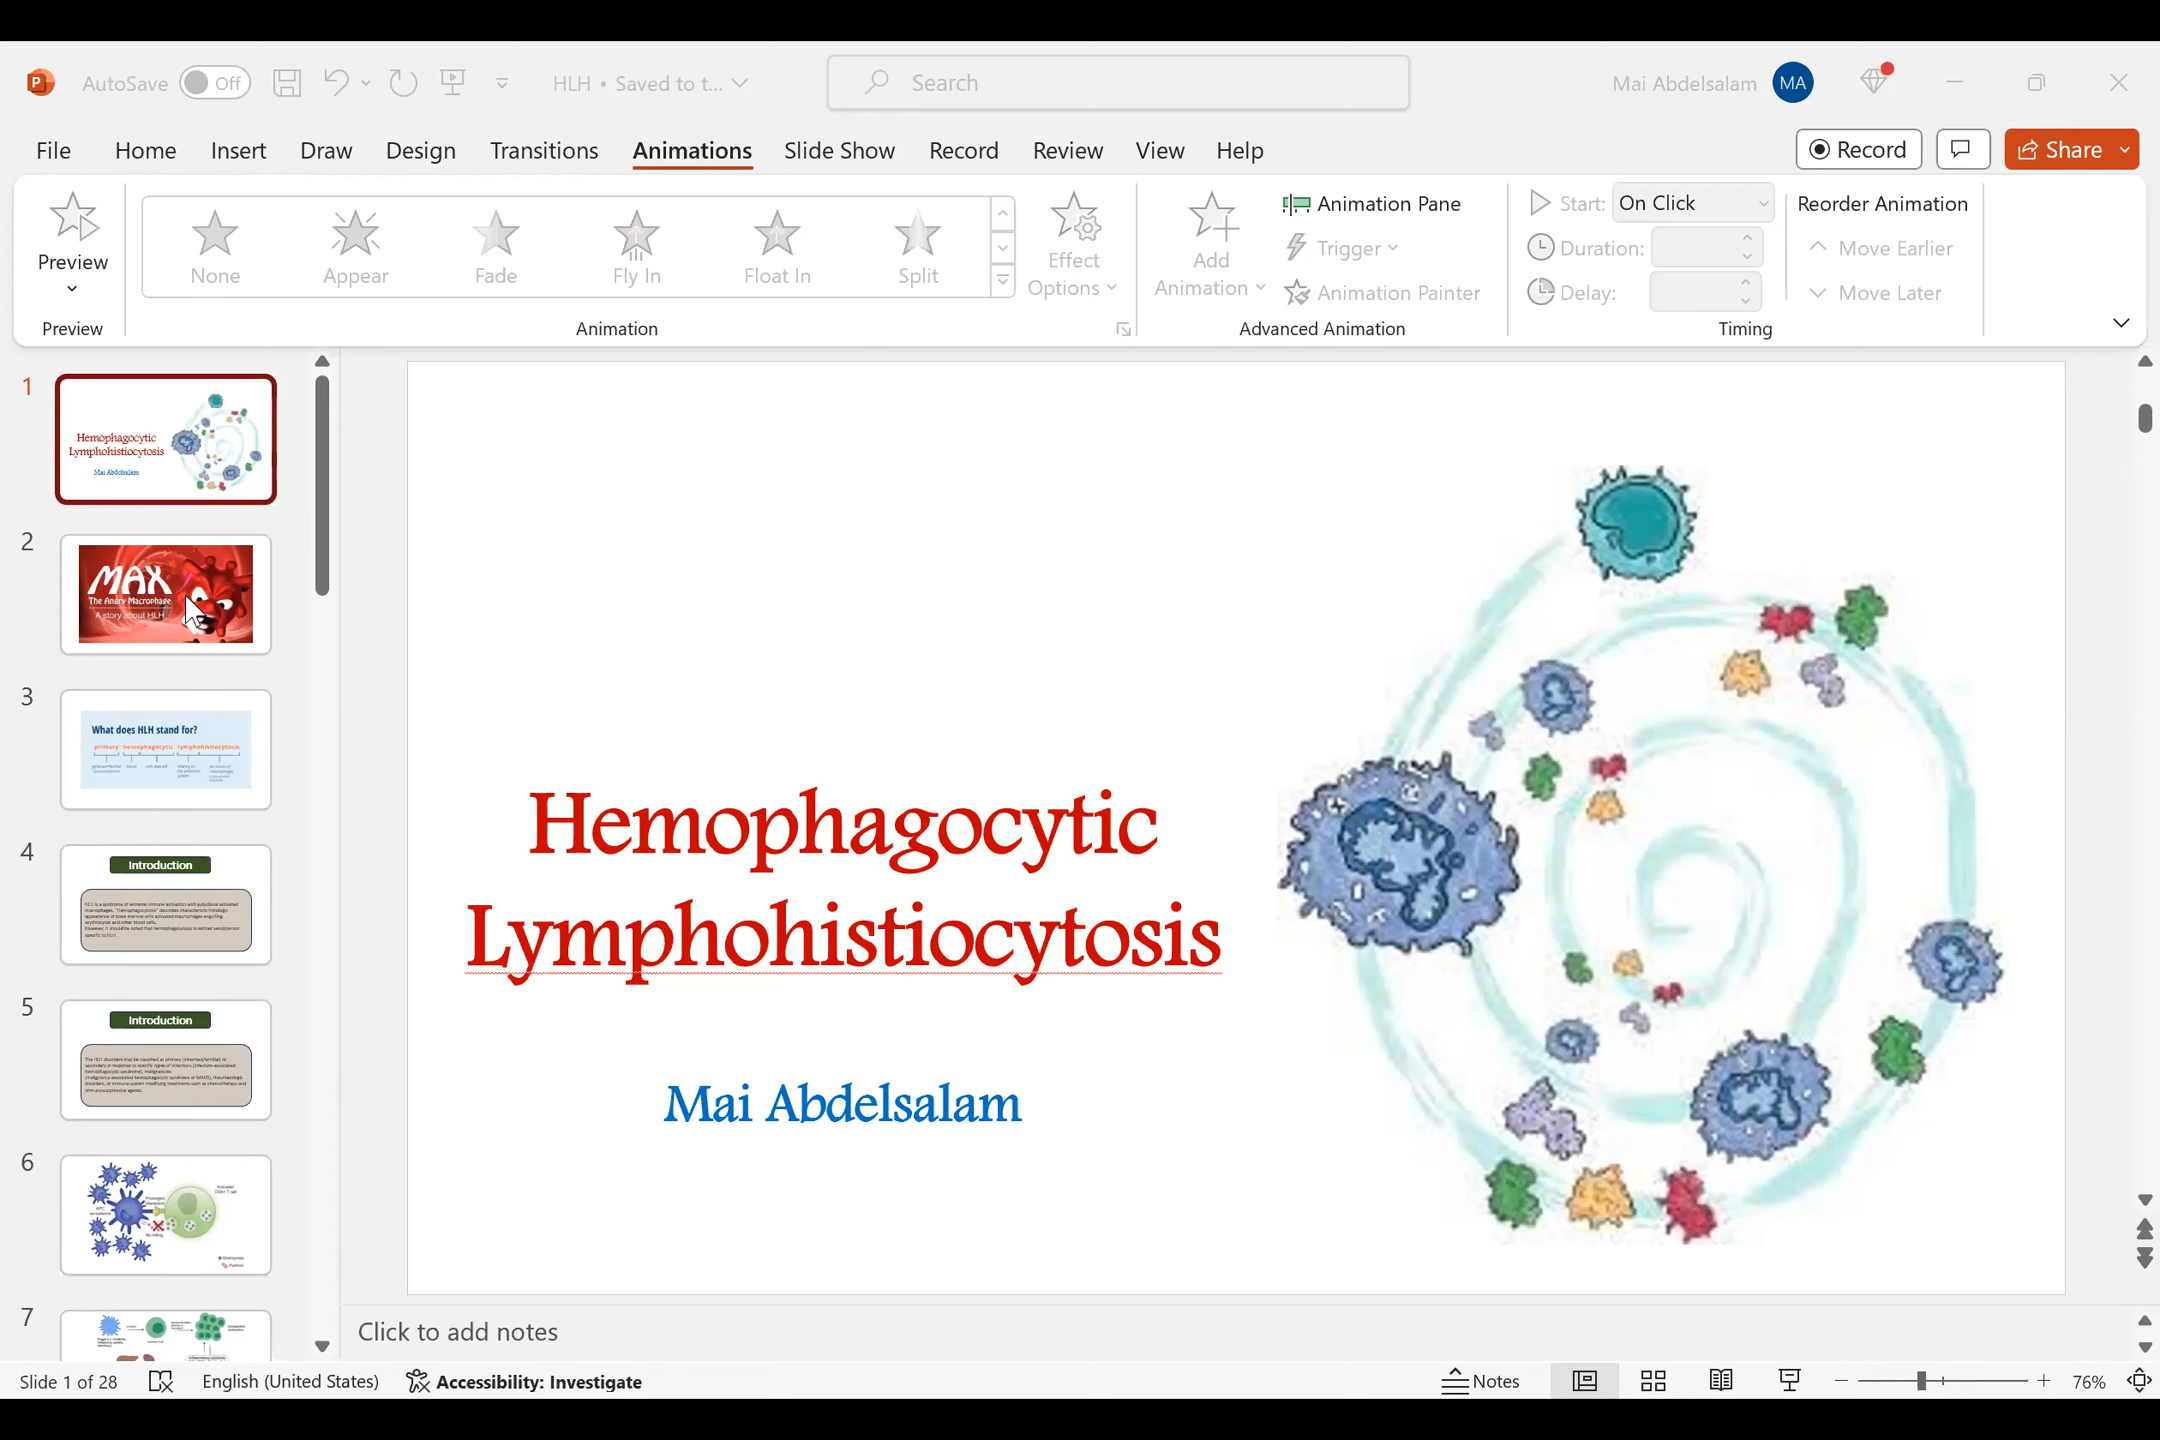 AutoSave Off HLH • Saved to t... Search Mai Abdelsalam MA
File Home Insert Draw Design Transitions Animations Slide Show Record Review View Help Record Share
Preview None Appear Fade Fly In Float In Split Effect Options Add Animation Animation Pane Trigger Animation Painter Start: On Click Duration: Delay: Reorder Animation Move Earlier Move Later
Preview Animation Advanced Animation Timing
1
Hemophagocytic
Lymphohistiocytosis
Mai Abdelsalam
2
MAX
The Angry Macrophage
A story about HLH
3
What does HLH stand for?
primary hemophagocytic lymphohistiocytosis
4
Introduction
5
Introduction
6
7
Hemophagocytic
Lymphohistiocytosis
Mai Abdelsalam
Click to add notes
Slide 1 of 28 English (United States) Accessibility: Investigate Notes 76%